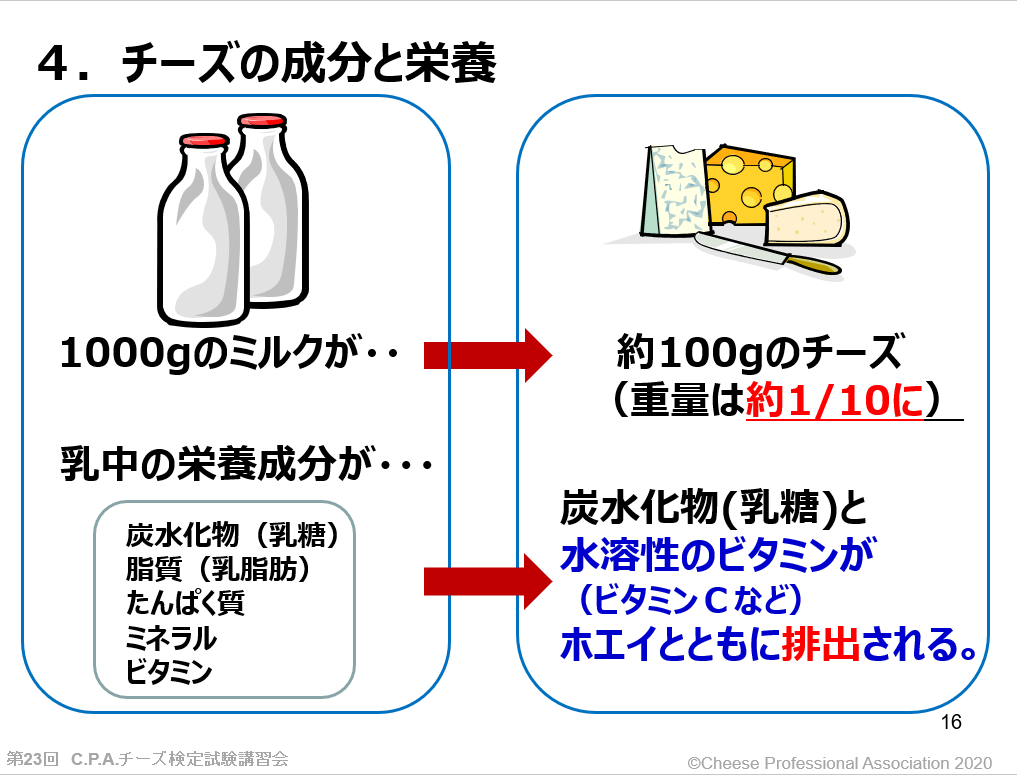 ４．チーズの成分と栄養
1000gのミルクが‥
約100gのチーズ
（重量は約1/10に）
乳中の栄養成分が･･･
炭水化物（乳糖）
脂質（乳脂肪）
たんぱく質
ミネラル
ビタミン
炭水化物(乳糖)と
水溶性のビタミンが
（ビタミンＣなど）
ホエイとともに排出される。
16
第23回 C.P.A.チーズ検定試験講習会
©Cheese Professional Association 2020